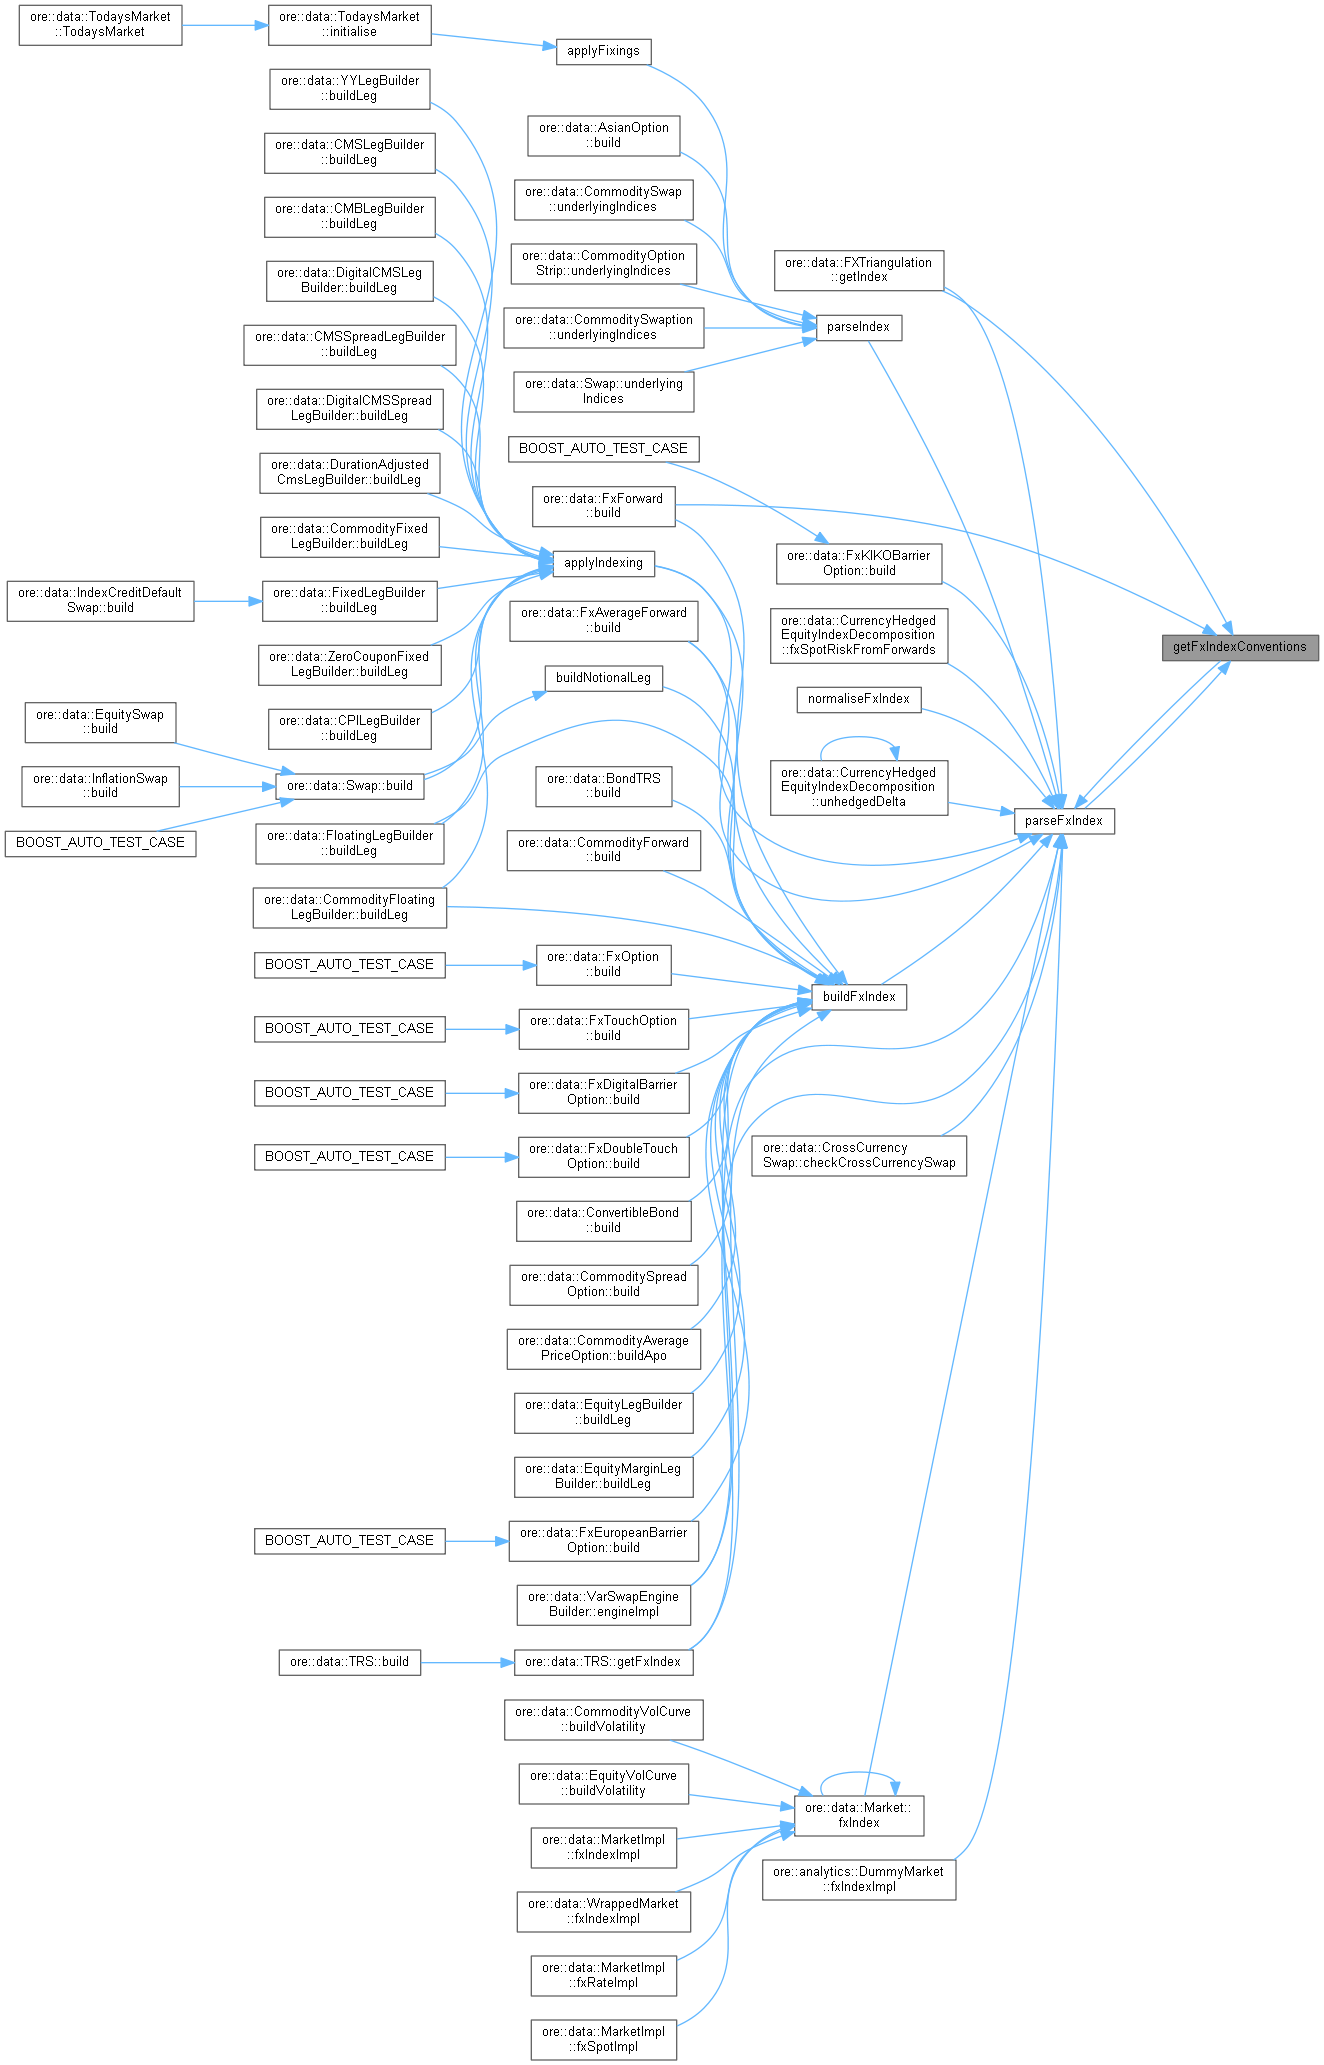 ore::data::TodaysMarket
::TodaysMarket
ore::data::TodaysMarket
::initialise
applyFixings
ore::data::YYLegBuilder
::buildLeg
ore::data::CMSLegBuilder
::buildLeg
ore::data::CMBLegBuilder
::buildLeg
ore::data::DigitalCMSLeg
Builder::buildLeg
ore::data::CMSSpreadLegBuilder
::buildLeg
ore::data::DigitalCMSSpread
LegBuilder::buildLeg
ore::data::DurationAdjusted
CmsLegBuilder::buildLeg
ore::data::CommodityFixed
LegBuilder::buildLeg
ore::data::IndexCreditDefault
Swap::build
ore::data::FixedLegBuilder
::buildLeg
ore::data::ZeroCouponFixed
LegBuilder::buildLeg
ore::data::CPILegBuilder
::buildLeg
ore::data::EquitySwap
::build
ore::data::InflationSwap
::build
BOOST_AUTO_TEST_CASE
ore::data::Swap::build
ore::data::FloatingLegBuilder
::buildLeg
ore::data::CommodityFloating
LegBuilder::buildLeg
BOOST_AUTO_TEST_CASE
BOOST_AUTO_TEST_CASE
BOOST_AUTO_TEST_CASE
BOOST_AUTO_TEST_CASE
BOOST_AUTO_TEST_CASE
ore::data::TRS::build
ore::data::AsianOption
::build
ore::data::CommoditySwap
::underlyingIndices
ore::data::CommodityOption
Strip::underlyingIndices
ore::data::CommoditySwaption
::underlyingIndices
ore::data::Swap::underlying
Indices
BOOST_AUTO_TEST_CASE
ore::data::FxForward
::build
applyIndexing
ore::data::FxAverageForward
::build
buildNotionalLeg
ore::data::BondTRS
::build
ore::data::CommodityForward
::build
ore::data::FxOption
::build
ore::data::FxTouchOption
::build
ore::data::FxDigitalBarrier
Option::build
ore::data::FxDoubleTouch
Option::build
ore::data::ConvertibleBond
::build
ore::data::CommoditySpread
Option::build
ore::data::CommodityAverage
PriceOption::buildApo
ore::data::EquityLegBuilder
::buildLeg
ore::data::EquityMarginLeg
Builder::buildLeg
ore::data::FxEuropeanBarrier
Option::build
ore::data::VarSwapEngine
Builder::engineImpl
ore::data::TRS::getFxIndex
ore::data::CommodityVolCurve
::buildVolatility
ore::data::EquityVolCurve
::buildVolatility
ore::data::MarketImpl
::fxIndexImpl
ore::data::WrappedMarket
::fxIndexImpl
ore::data::MarketImpl
::fxRateImpl
ore::data::MarketImpl
::fxSpotImpl
ore::data::FXTriangulation
::getIndex
parseIndex
ore::data::FxKIKOBarrier
Option::build
ore::data::CurrencyHedged
EquityIndexDecomposition
::fxSpotRiskFromForwards
normaliseFxIndex
ore::data::CurrencyHedged
EquityIndexDecomposition
::unhedgedDelta
buildFxIndex
ore::data::CrossCurrency
Swap::checkCrossCurrencySwap
ore::data::Market::
fxIndex
ore::analytics::DummyMarket
::fxIndexImpl
parseFxIndex
getFxIndexConventions